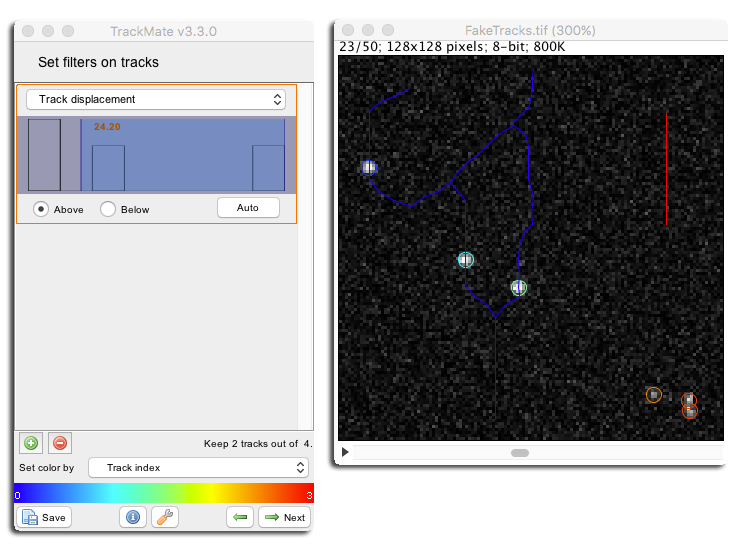 TrackMate v3.3.0
Set filters on tracks
Track displacement
24.20
Above Below Auto
Keep 2 tracks out of 4.
Set color by Track index
0 3
Save Next
FakeTracks.tif (300%)
23/50; 128x128 pixels; 8-bit; 800K